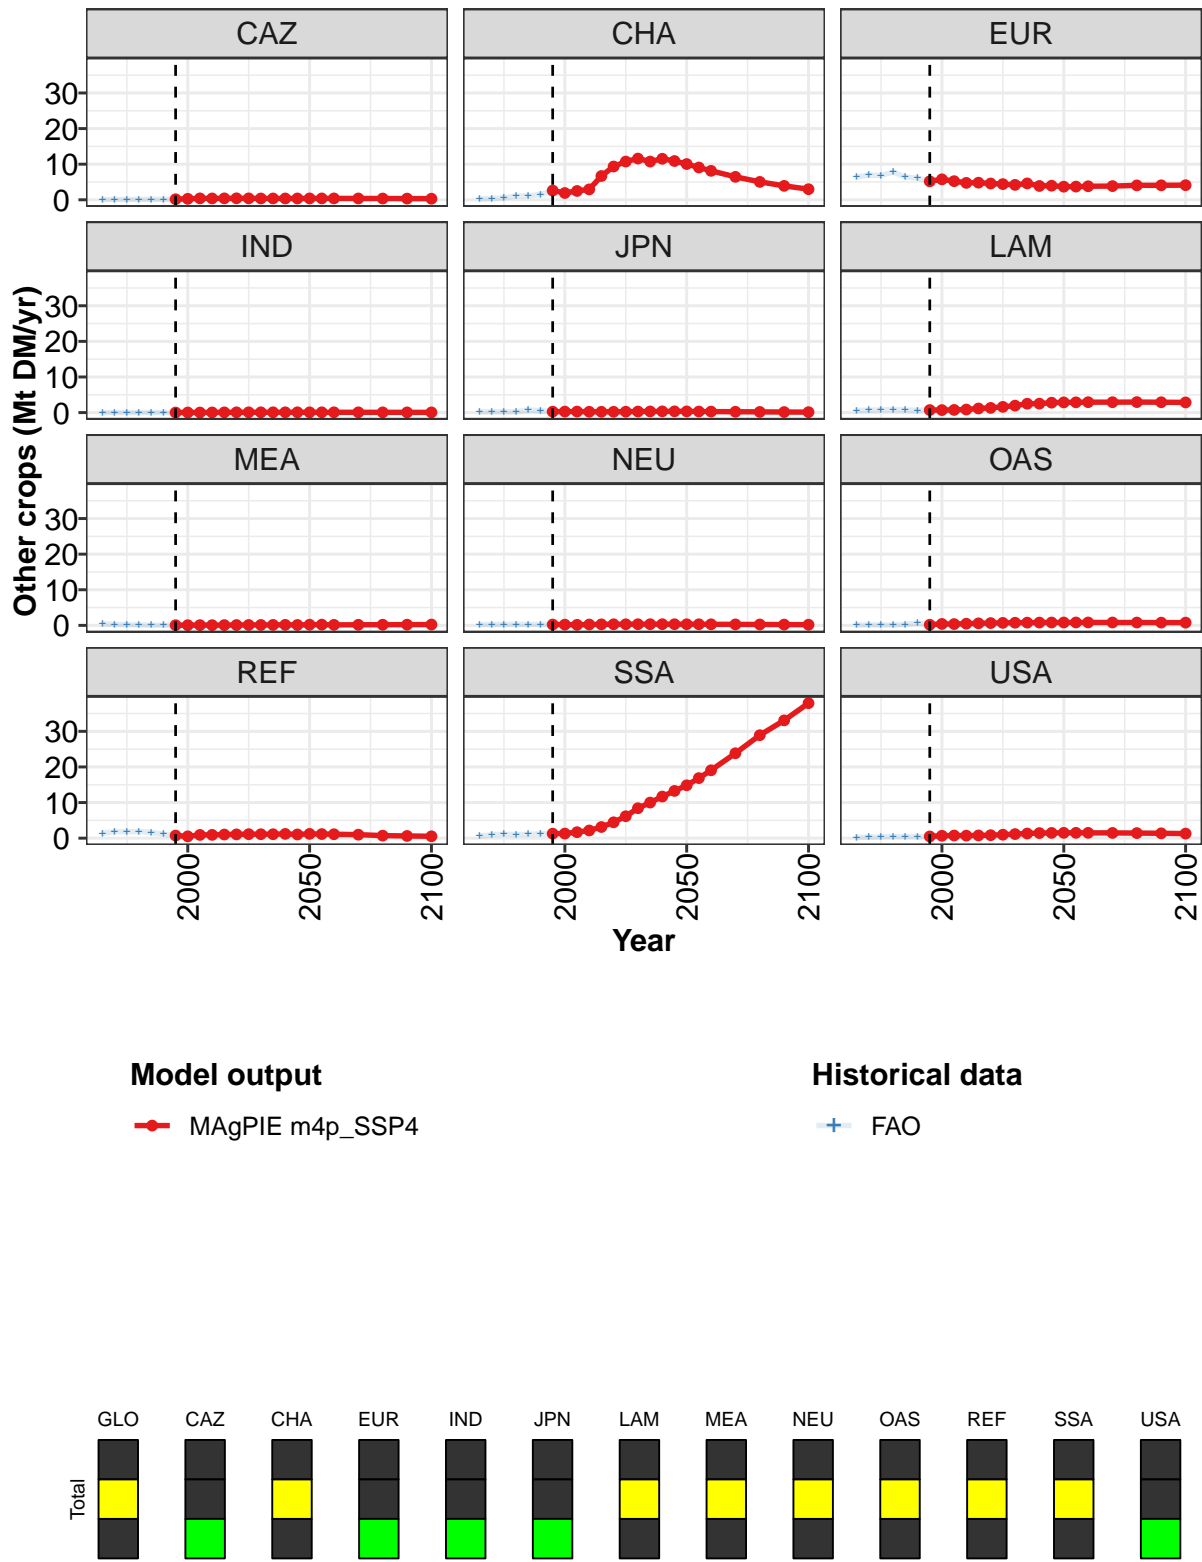 CAZ CHA EUR
30
20
10
0
IND JPN LAM
30
20
10
0
MEA NEU OAS
30
20
10
0
REF SSA USA
30
20
10
0
Other crops (Mt DM/yr)
2000 2050 2100 2000 2050 2100 2000 2050 2100
Year
Model output Historical data
MAgPIE m4p_SSP4 FAO
GLO CAZ CHA EUR IND JPN LAM MEA NEU OAS REF SSA USA
Total